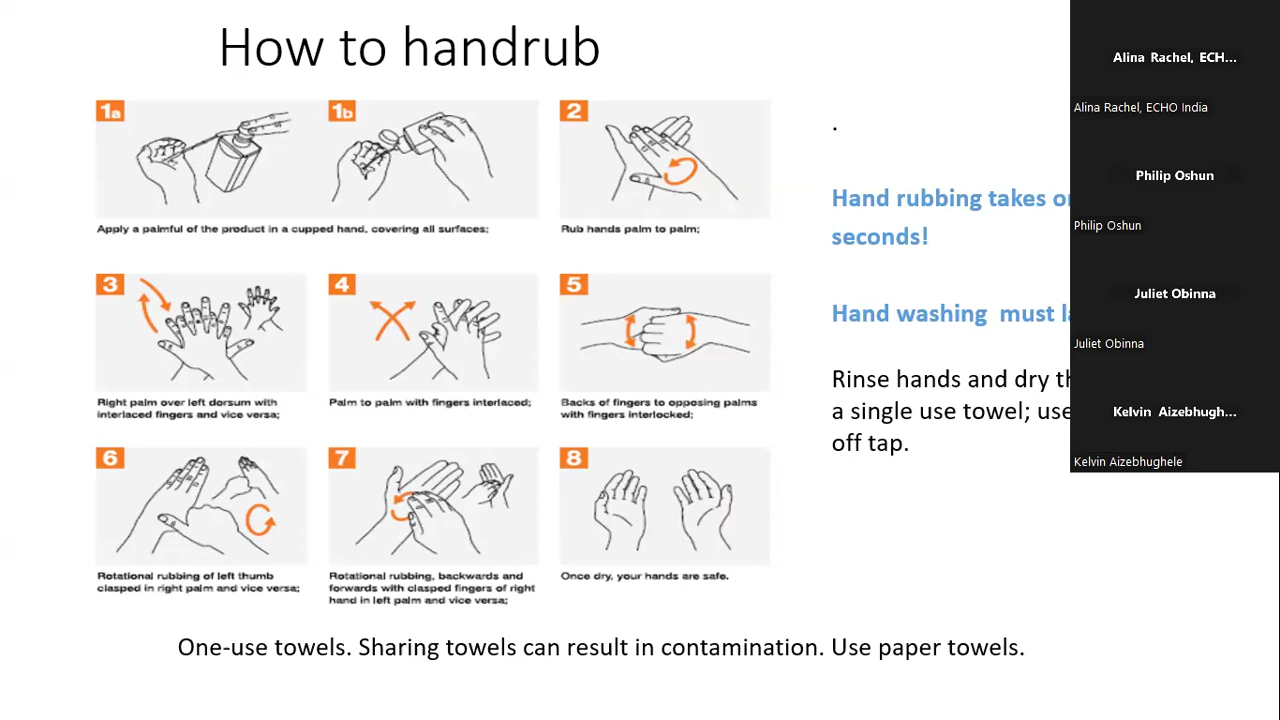 How to handrub
1a
1b
2
Apply a palmful of the product in a cupped hand, covering all surfaces;
Rub hands palm to palm;
3
4
5
Right palm over left dorsum with
interlaced fingers and vice versa;
Palm to palm with fingers interlaced;
Backs of fingers to opposing palms
with fingers interlocked;
6
7
8
Rotational rubbing of left thumb
clasped in right palm and vice versa;
Rotational rubbing, backwards and
forwards with clasped fingers of right
hand in left palm and vice versa;
Once dry, your hands are safe.
.
Hand rubbing takes
seconds!
Hand washing must
Rinse hands and dry
a single use towel; use
off tap.
One-use towels. Sharing towels can result in contamination. Use paper towels.
Alina Rachel, ECH...
Alina Rachel, ECHO India
Philip Oshun
Philip Oshun
Juliet Obinna
Juliet Obinna
Kelvin Aizebhugh...
Kelvin Aizebhughele